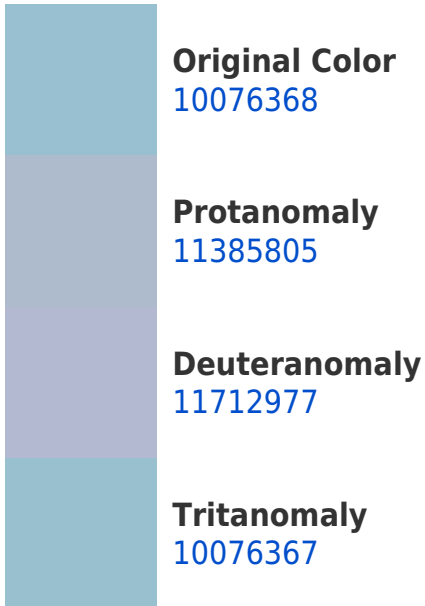 Original Color
10076368
Protanomaly
11385805
Deuteranomaly
11712977
Tritanomaly
10076367